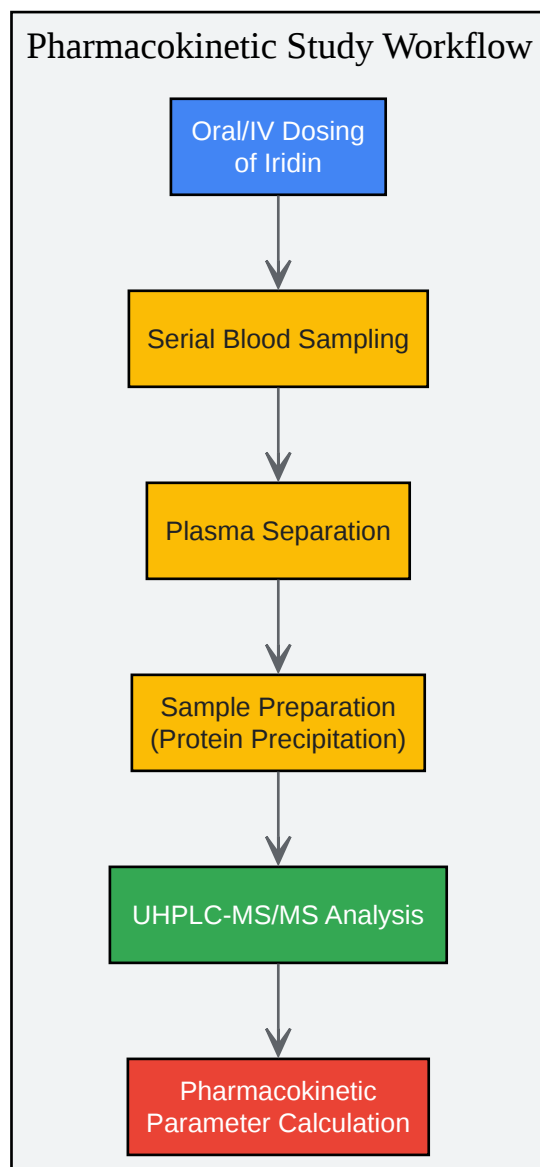 Pharmacokinetic Study Workflow
Oral/IV Dosing
of Iridin
Serial Blood Sampling
Plasma Separation
Sample Preparation
(Protein Precipitation)
UHPLC-MS/MS Analysis
Pharmacokinetic
Parameter Calculation